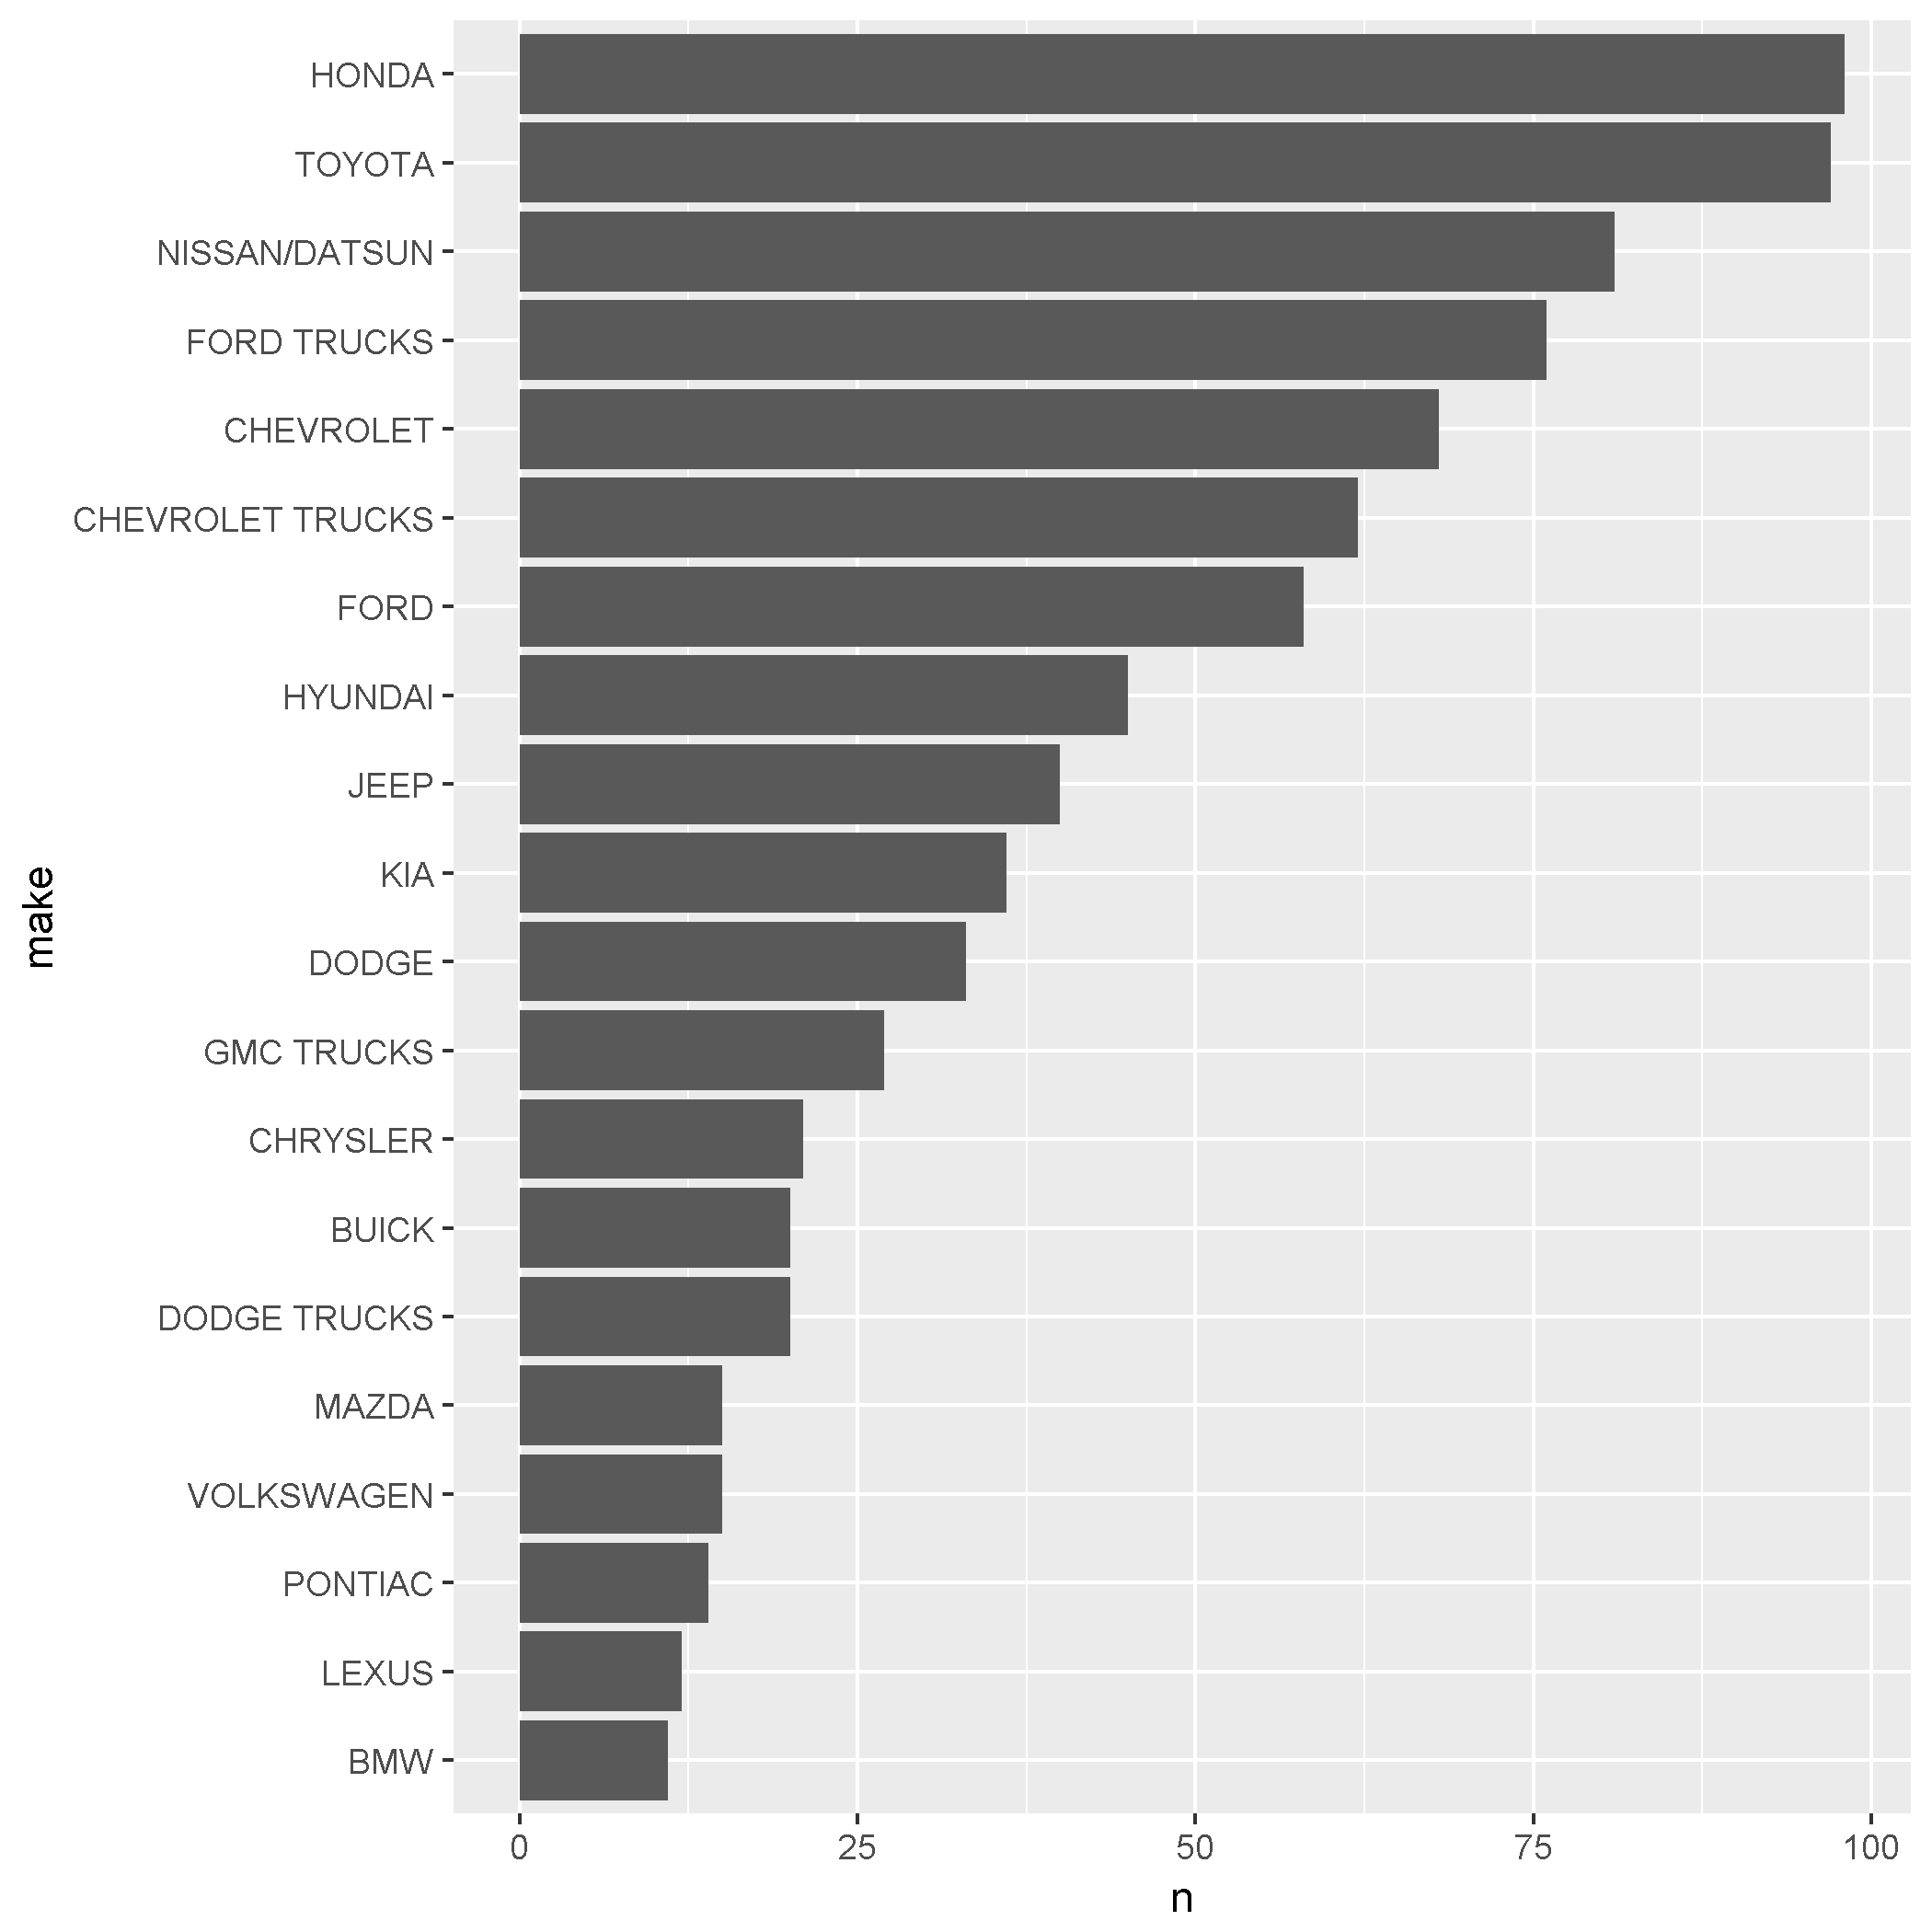 HONDA
TOYOTA
NISSAN/DATSUN
FORD TRUCKS
CHEVROLET
CHEVROLET TRUCKS
FORD
HYUNDAI
JEEP
KIA
DODGE
GMC TRUCKS
CHRYSLER
BUICK
DODGE TRUCKS
MAZDA
VOLKSWAGEN
PONTIAC
LEXUS
BMW
make
0 25 50 75 100
n